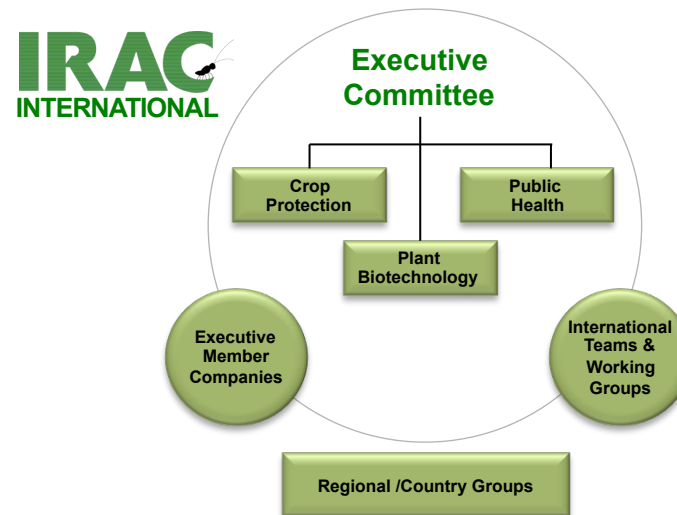 IRAC
INTERNATIONAL
Executive
Committee
Crop
Protection
Public
Health
Plant
Biotechnology
Executive
Member
Companies
International
Teams &
Working
Groups
Regional /Country Groups